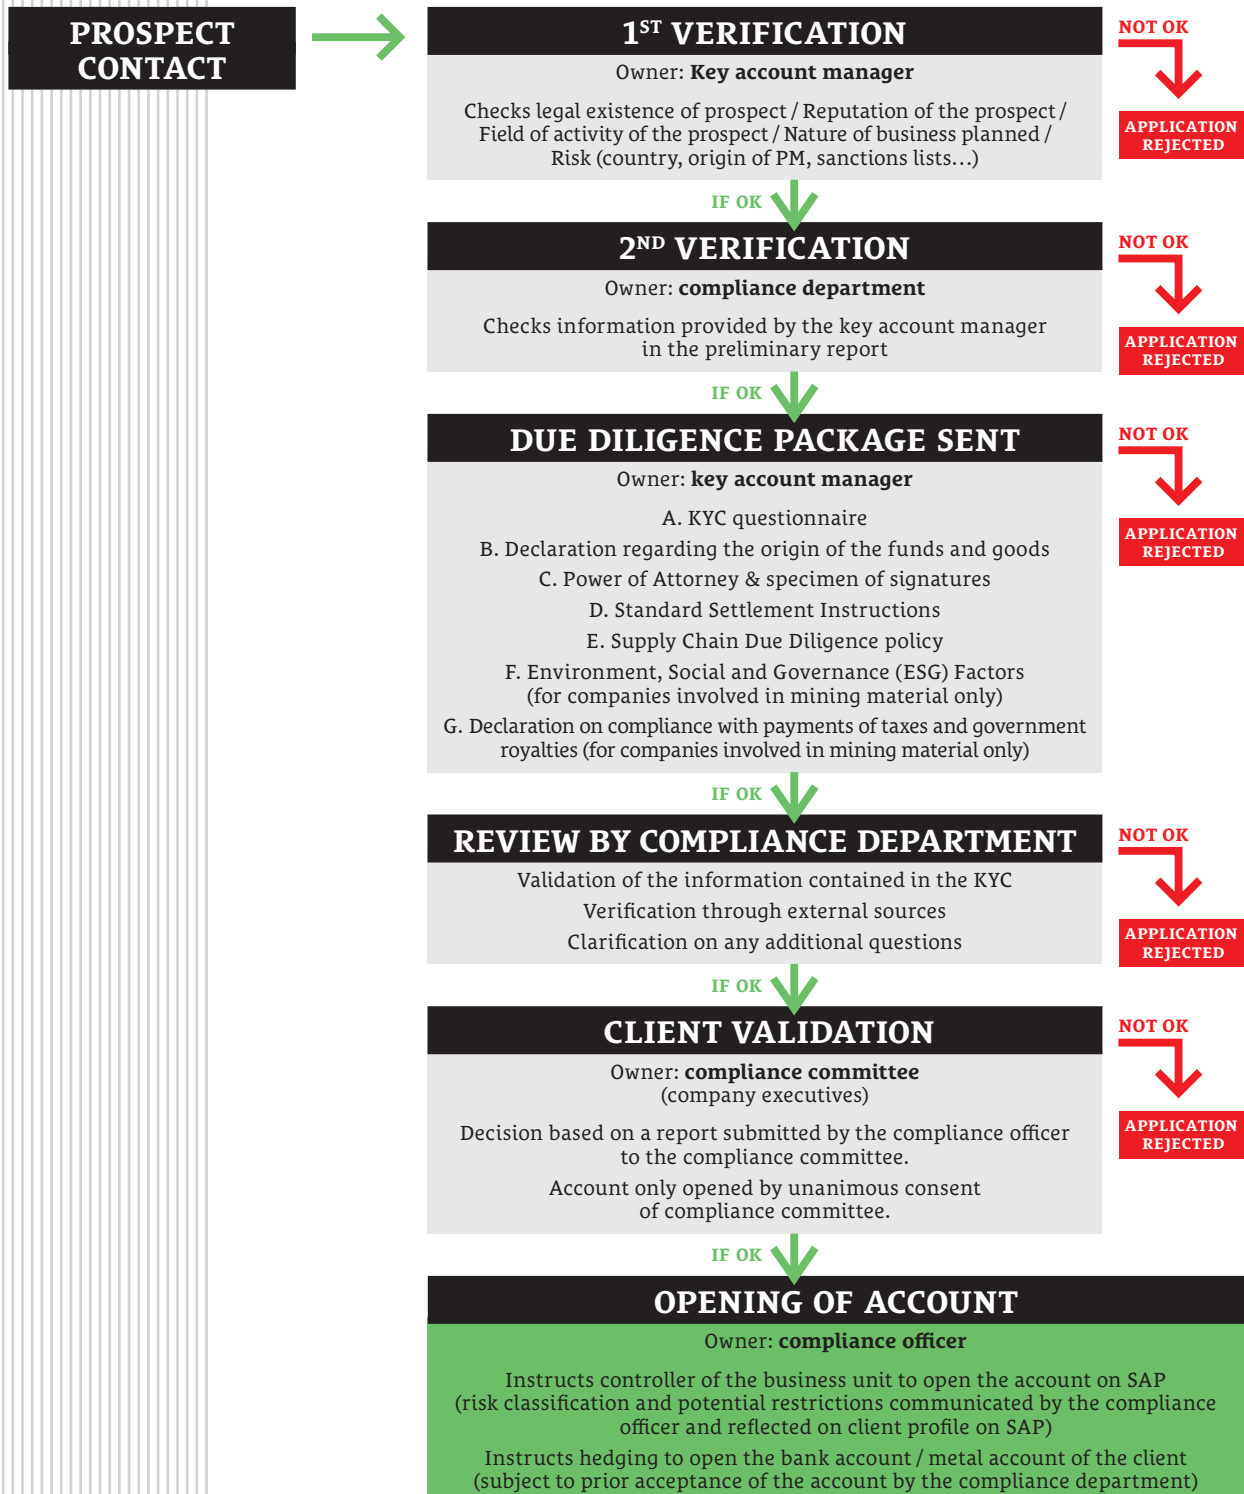 PROSPECT
CONTACT
1ST VERIFICATION
Owner: Key account manager
Checks legal existence of prospect / Reputation of the prospect /
Field of activity of the prospect / Nature of business planned /
Risk (country, origin of PM, sanctions lists…)
NOT OK
APPLICATION
REJECTED
IF OK
2ND VERIFICATION
Owner: compliance department
Checks information provided by the key account manager
in the preliminary report
NOT OK
APPLICATION
REJECTED
IF OK
DUE DILIGENCE PACKAGE SENT
Owner: key account manager
A. KYC questionnaire
B. Declaration regarding the origin of the funds and goods
C. Power of Attorney & specimen of signatures
D. Standard Settlement Instructions
E. Supply Chain Due Diligence policy
F. Environment, Social and Governance (ESG) Factors
(for companies involved in mining material only)
G. Declaration on compliance with payments of taxes and government
royalties (for companies involved in mining material only)
NOT OK
APPLICATION
REJECTED
IF OK
REVIEW BY COMPLIANCE DEPARTMENT
Validation of the information contained in the KYC
Verification through external sources
Clarification on any additional questions
NOT OK
APPLICATION
REJECTED
IF OK
CLIENT VALIDATION
Owner: compliance committee
(company executives)
Decision based on a report submitted by the compliance officer
to the compliance committee.
Account only opened by unanimous consent
of compliance committee.
NOT OK
APPLICATION
REJECTED
IF OK
OPENING OF ACCOUNT
Owner: compliance officer
Instructs controller of the business unit to open the account on SAP
(risk classification and potential restrictions communicated by the compliance
officer and reflected on client profile on SAP)
Instructs hedging to open the bank account / metal account of the client
(subject to prior acceptance of the account by the compliance department)